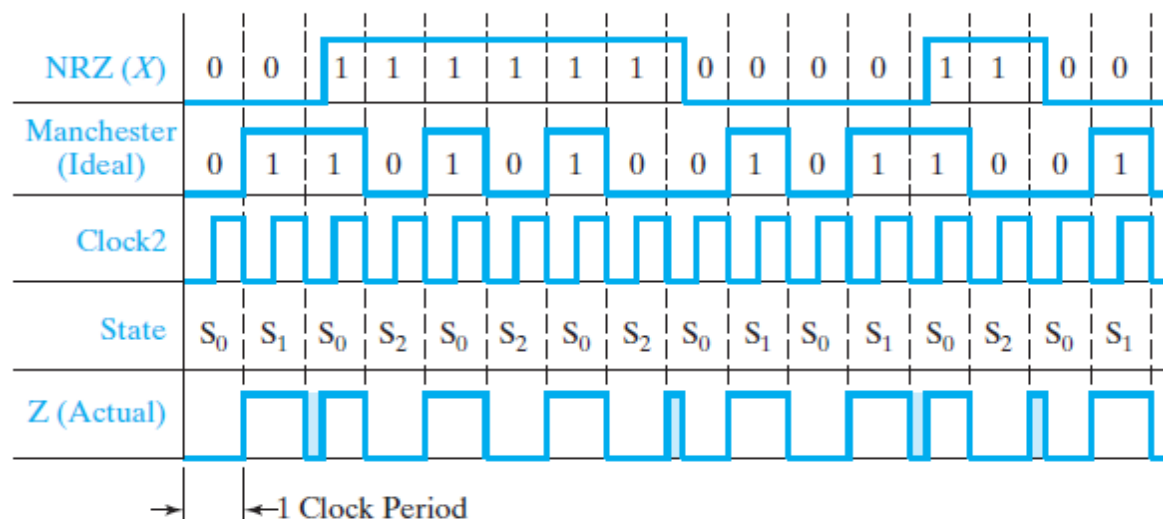 NRZ (X) 0 0 1 1 1 1 1 1 0 0 0 0 1 1 0 0
Manchester
(Ideal) 0 1 1 0 1 0 1 0 0 1 0 1 1 0 0 1
Clock2
State S₀ S₁ S₀ S₂ S₀ S₂ S₀ S₂ S₀ S₁ S₀ S₁ S₀ S₂ S₀ S₁
Z (Actual)
1 Clock Period